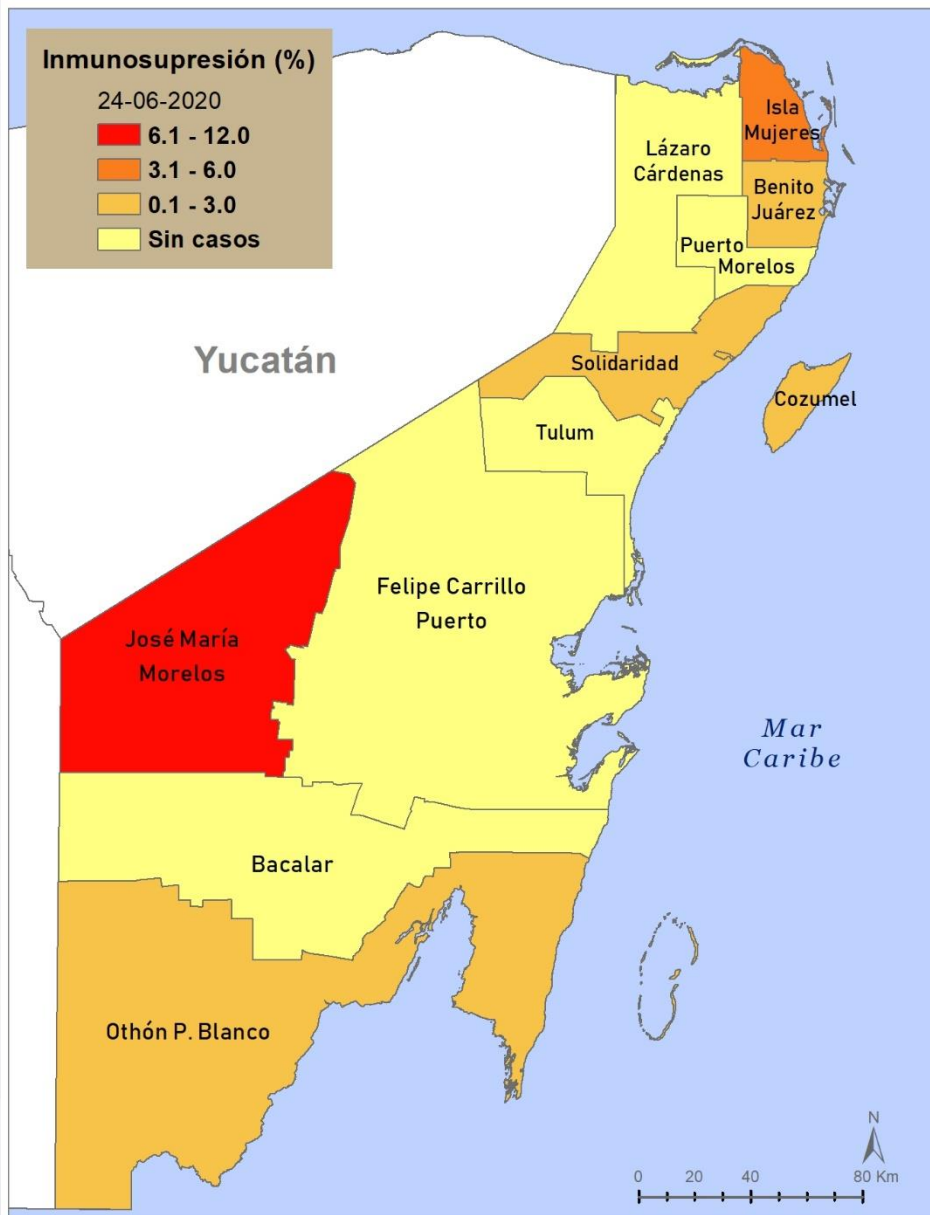 Inmunosupresión (%)
24-06-2020
6.1 - 12.0
3.1 - 6.0
0.1 - 3.0
Sin casos
Isla
Mujeres
Lázaro
Cárdenas
Benito
Juárez
Puerto
Morelos
Yucatán
Solidaridad
Cozumel
Tulum
Felipe Carrillo
Puerto
José María
Morelos
Mar
Caribe
Bacalar
Othón P. Blanco
N
0 20 40 80 Km